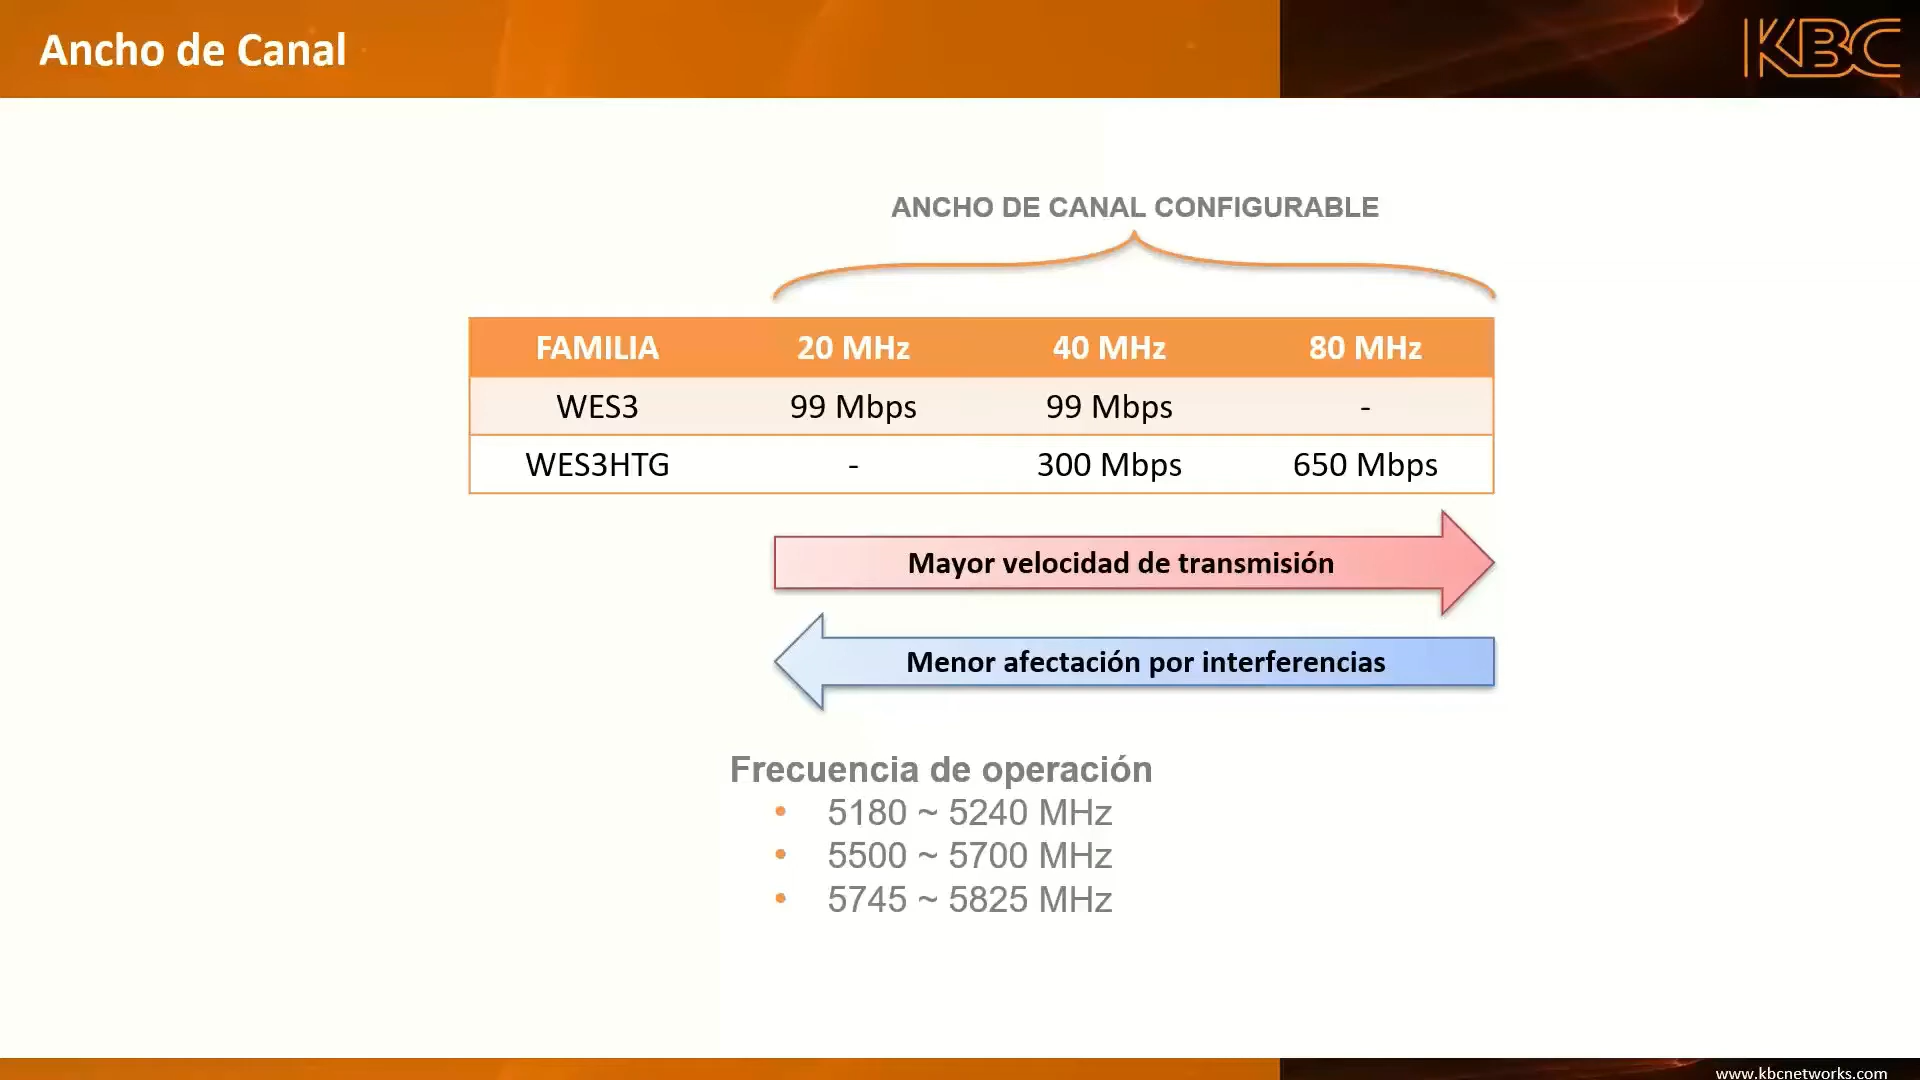 Ancho de Canal
KBC
ANCHO DE CANAL CONFIGURABLE
FAMILIA 20 MHz 40 MHz 80 MHz
WES3 99 Mbps 99 Mbps -
WES3HTG - 300 Mbps 650 Mbps
Mayor velocidad de transmisión
Menor afectación por interferencias
Frecuencia de operación
• 5180 ~ 5240 MHz
• 5500 ~ 5700 MHz
• 5745 ~ 5825 MHz
www.kbcnetworks.com